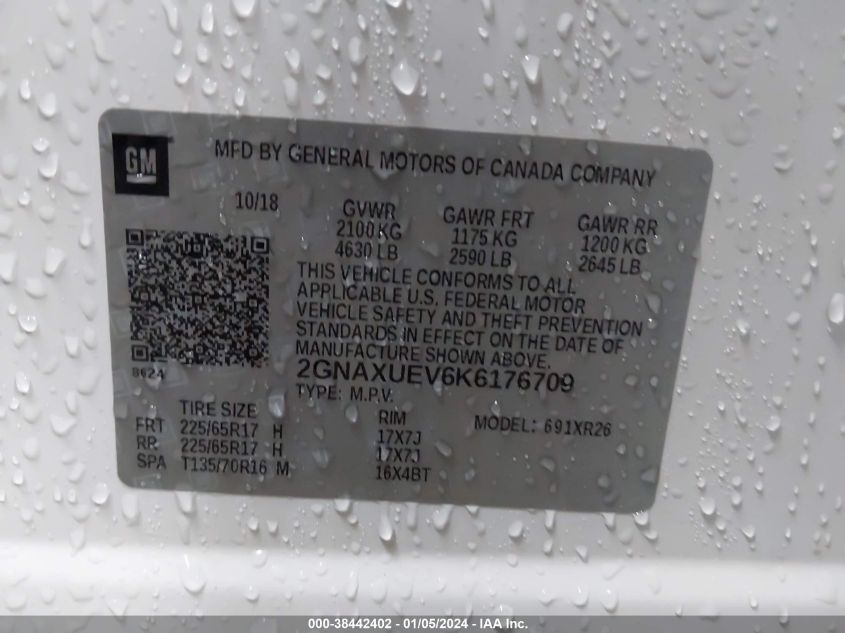 GM
MFD BY GENERAL MOTORS OF CANADA COMPANY
10/18 GVWR GAWR FRT GAWR RR
2100 KG 1175 KG 1200 KG
4630 LB 2590 LB 2645 LB
THIS VEHICLE CONFORMS TO ALL
APPLICABLE U.S. FEDERAL MOTOR
VEHICLE SAFETY AND THEFT PREVENTION
STANDARDS IN EFFECT ON THE DATE OF
MANUFACTURE SHOWN ABOVE.
8624 2GNAXUEV6K6176709
TYPE: M.P.V.
TIRE SIZE RIM MODEL: 691XR26
FRT 225/65R17 H 17X7J
RR 225/65R17 H 17X7J
SPA T135/70R16 M 16X4BT
000-38442402 - 01/05/2024 - IAA Inc.